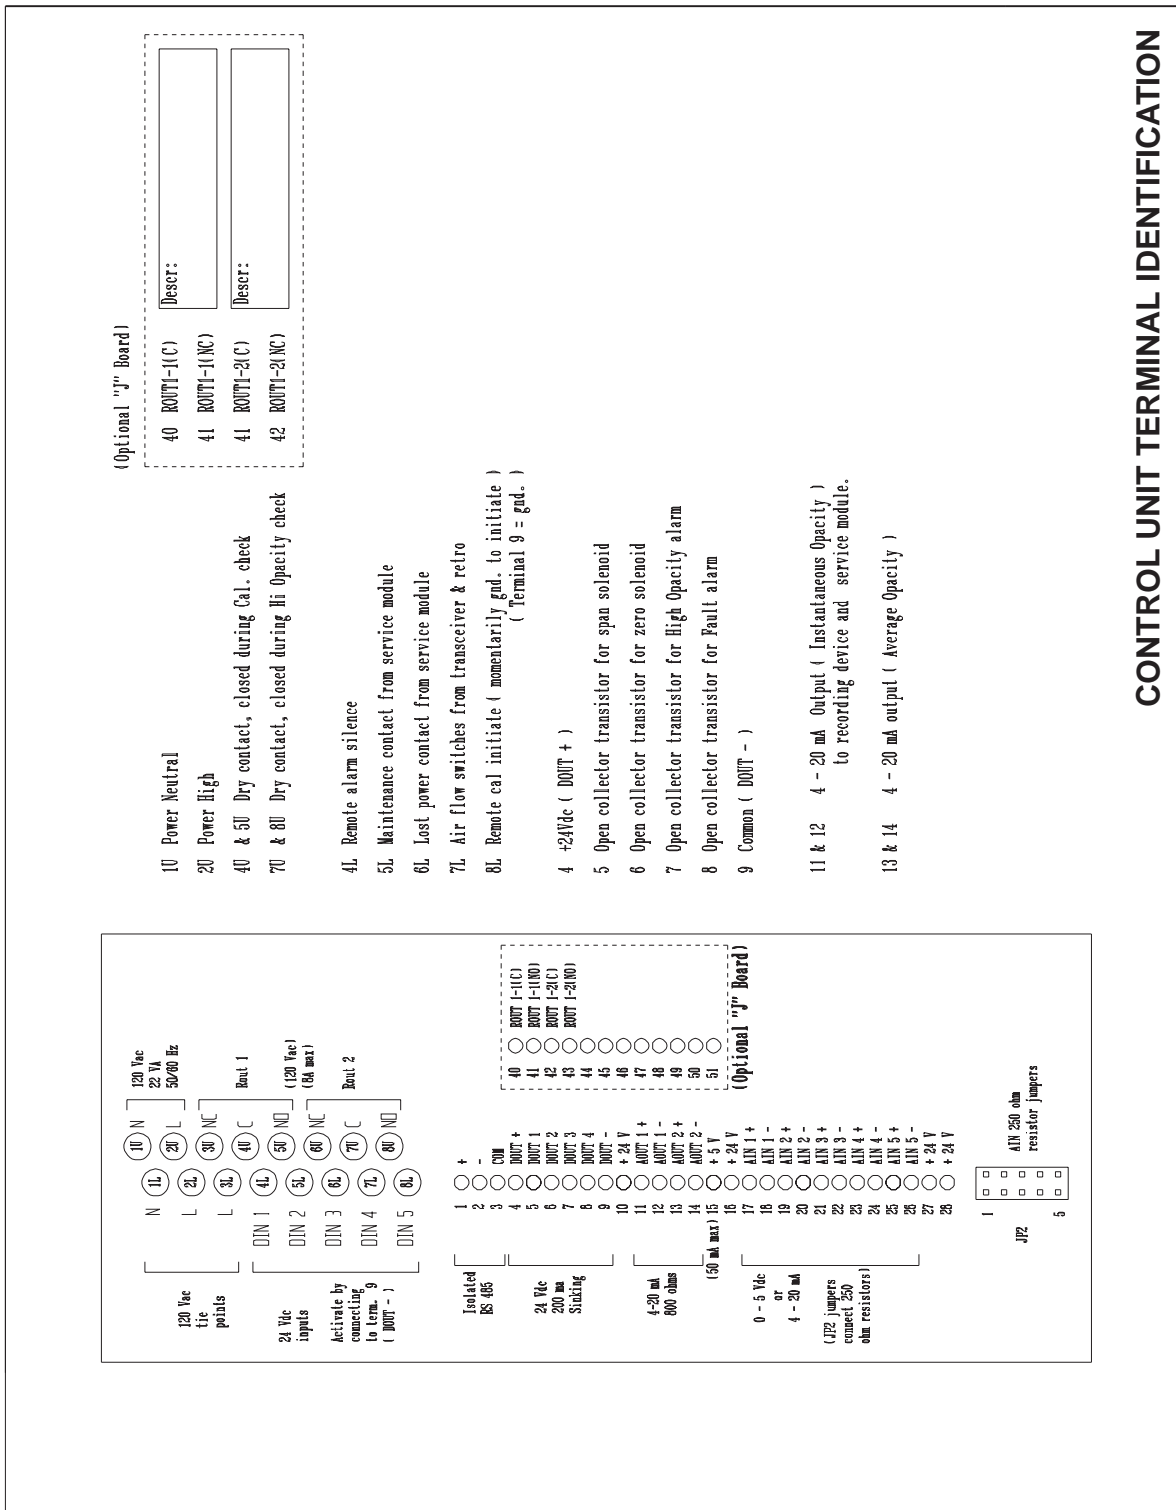 CONTROL UNIT TERMINAL IDENTIFICATION
120 Vac
tie
points
24 Vdc
inputs
Activate by
connecting
to term. 9
( DOUT - )
N
L
L
DIN 1
DIN 2
DIN 3
DIN 4
DIN 5
1L
2L
3L
4L
5L
6L
7L
8L
1U N
2U L
3U NC
4U C
5U NO
6U NC
7U C
8U NO
120 Vac
22 VA
50/60 Hz
Rout 1
(120 Vac)
(8A max)
Rout 2
Isolated
RS 485
24 Vdc
200 ma
Sinking
4-20 mA
800 ohms
(50 mA max)
0 - 5 Vdc
or
4 - 20 mA
(JP2 jumpers
connect 250
ohm resistors)
1 +
2 -
3 COM
4 DOUT +
5 DOUT 1
6 DOUT 2
7 DOUT 3
8 DOUT 4
9 DOUT -
10 + 24 V
11 AOUT 1 +
12 AOUT 1 -
13 AOUT 2 +
14 AOUT 2 -
15 + 5 V
16 + 24 V
17 AIN 1 +
18 AIN 1 -
19 AIN 2 +
20 AIN 2 -
21 AIN 3 +
22 AIN 3 -
23 AIN 4 +
24 AIN 4 -
25 AIN 5 +
26 AIN 5 -
27 + 24 V
28 + 24 V
40 ROUT 1-1(C)
41 ROUT 1-1(NO)
42 ROUT 1-2(C)
43 ROUT 1-2(NO)
44
45
46
47
48
49
50
51
(Optional "J" Board)
JP2
1
5
AIN 250 ohm
resistor jumpers
1U Power Neutral
2U Power High
4U & 5U Dry contact, closed during Cal. check
7U & 8U Dry contact, closed during Hi Opacity check
4L Remote alarm silence
5L Maintenance contact from service module
6L Lost power contact from service module
7L Air flow switches from transceiver & retro
8L Remote cal initiate ( momentarily gnd. to initiate )
( Terminal 9 = gnd. )
4 +24Vdc ( DOUT + )
5 Open collector transistor for span solenoid
6 Open collector transistor for zero solenoid
7 Open collector transistor for High Opacity alarm
8 Open collector transistor for Fault alarm
9 Common ( DOUT - )
11 & 12 4 - 20 mA Output ( Instantaneous Opacity )
to recording device and service module.
13 & 14 4 - 20 mA output ( Average Opacity )
(Optional "J" Board)
40 ROUT1-1(C)
41 ROUT1-1(NC)
Descr:
41 ROUT1-2(C)
42 ROUT1-2(NC)
Descr: